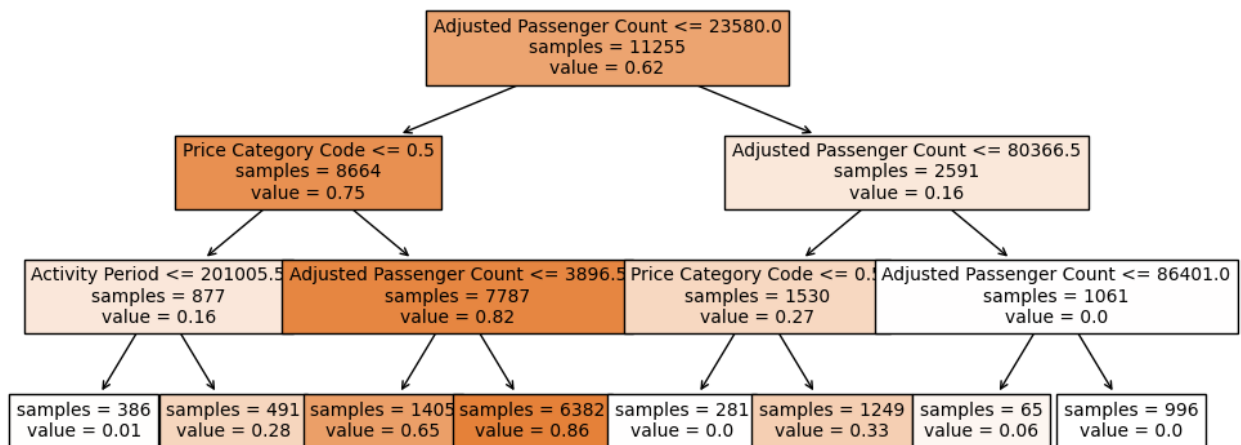 Adjusted Passenger Count <= 23580.0
samples = 11255
value = 0.62
Price Category Code <= 0.5
samples = 8664
value = 0.75
Adjusted Passenger Count <= 80366.5
samples = 2591
value = 0.16
Activity Period <= 201005.5
samples = 877
value = 0.16
Adjusted Passenger Count <= 3896.5
samples = 7787
value = 0.82
Price Category Code <= 0.5
samples = 1530
value = 0.27
Adjusted Passenger Count <= 86401.0
samples = 1061
value = 0.0
samples = 386
value = 0.01
samples = 491
value = 0.28
samples = 1405
value = 0.65
samples = 6382
value = 0.86
samples = 281
value = 0.0
samples = 1249
value = 0.33
samples = 65
value = 0.06
samples = 996
value = 0.0